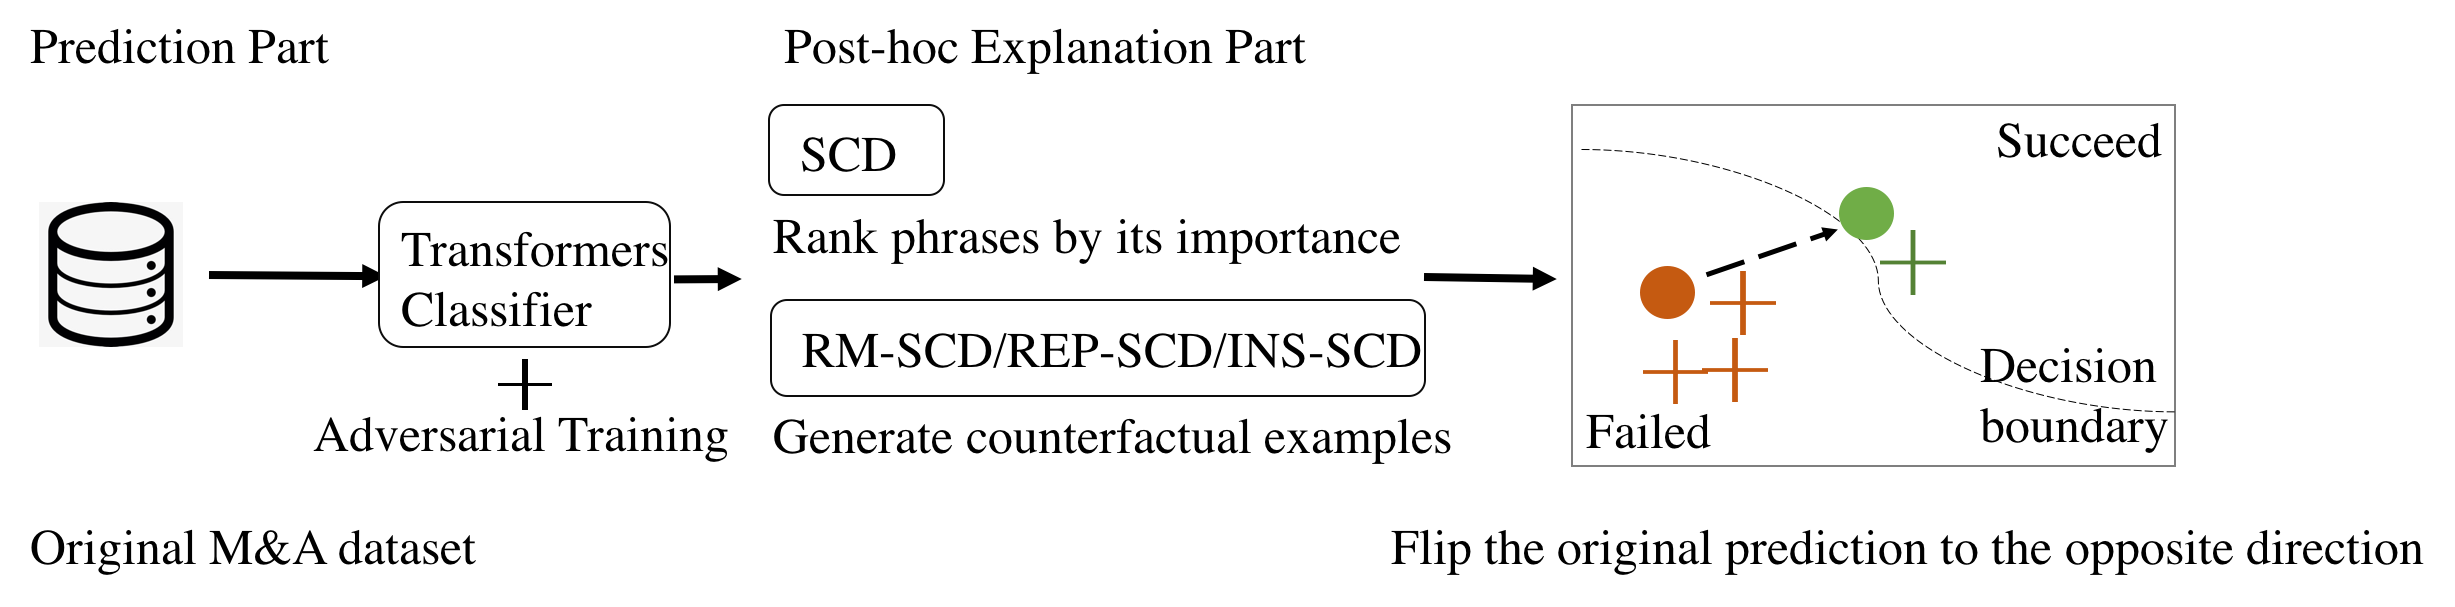 Prediction Part
Post-hoc Explanation Part
SCD
Rank phrases by its importance
Transformers
Classifier
Adversarial Training
RM-SCD/REP-SCD/INS-SCD
Generate counterfactual examples
Succeed
Decision
boundary
Failed
Original M&A dataset
Flip the original prediction to the opposite direction